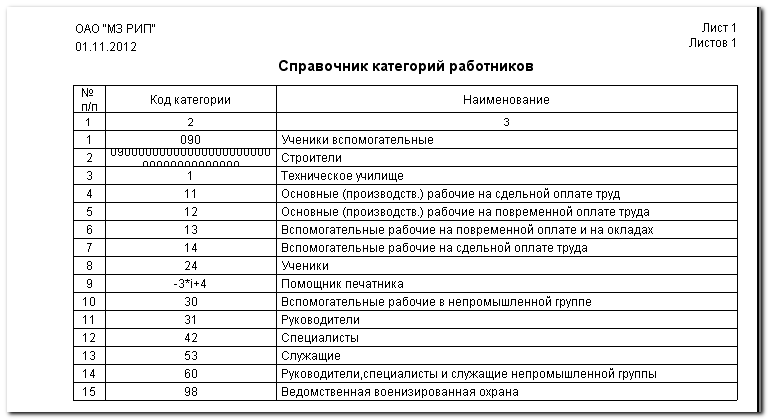 ОАО "МЗ РИП" Лист 1
01.11.2012 Листов 1
Справочник категорий работников
№ п/п Код категории Наименование
1 2 3
1 090 Ученики вспомогательные
2 Строители
3 1 Техническое училище
4 11 Основные (производств.) рабочие на сдельной оплате труд
5 12 Основные (производств.) рабочие на повременной оплате труда
6 13 Вспомогательные рабочие на повременной оплате и на окладах
7 14 Вспомогательные рабочие на сдельной оплате труда
8 24 Ученики
9 -3*i+4 Помощник печатника
10 30 Вспомогательные рабочие в непромышленной группе
11 31 Руководители
12 42 Специалисты
13 53 Служащие
14 60 Руководители,специалисты и служащие непромышленной группы
15 98 Ведомственная военизированная охрана